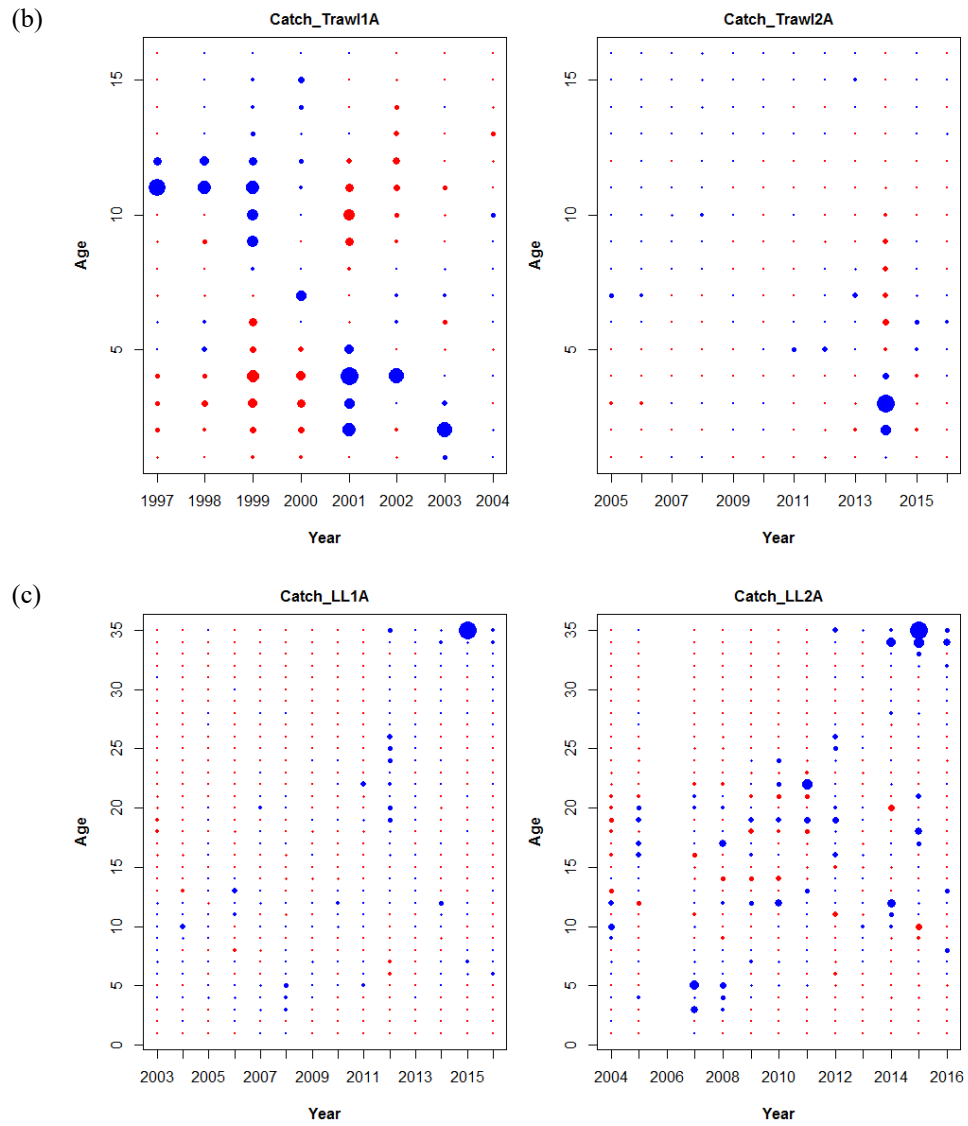 (b)
Catch_Trawl1A
Catch_Trawl2A
Age
15
10
5
1997 1998 1999 2000 2001 2002 2003 2004
Year
Age
15
10
5
2005 2007 2009 2011 2013 2015
Year
(c)
Catch_LL1A
Catch_LL2A
Age
35
30
25
20
15
10
5
0
2003 2005 2007 2009 2011 2013 2015
Year
Age
35
30
25
20
15
10
5
0
2004 2006 2008 2010 2012 2014 2016
Year